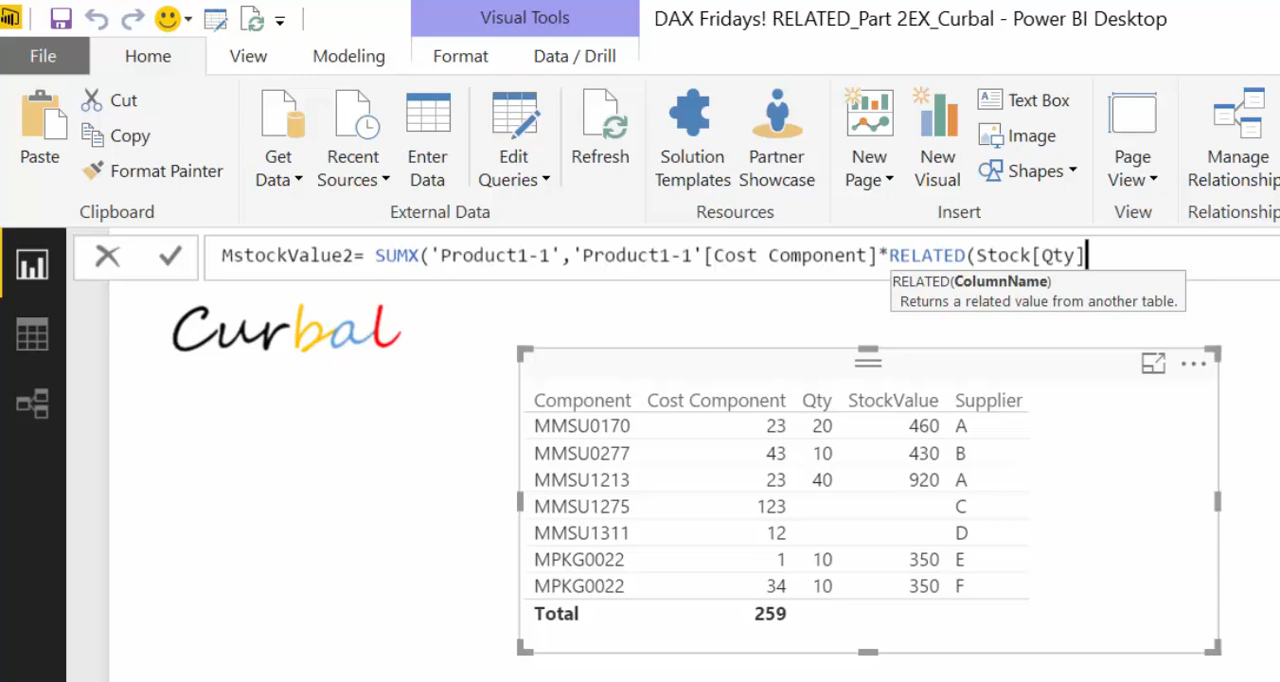 Visual Tools
DAX Fridays! RELATED_Part 2EX_Curbal - Power BI Desktop
File Home View Modeling Format Data / Drill
Paste
Cut
Copy
Format Painter
Get Data
Recent Sources
Enter Data
Edit Queries
Refresh
Solution Templates
Partner Showcase
New Page
New Visual
Text Box
Image
Shapes
Page View
Manage Relationship
Clipboard External Data Resources Insert View Relationship
MstockValue2= SUMX('Product1-1','Product1-1'[Cost Component]*RELATED(Stock[Qty]
RELATED(ColumnName)
Returns a related value from another table.
Curbal
Component Cost Component Qty StockValue Supplier
MMSU0170 23 20 460 A
MMSU0277 43 10 430 B
MMSU1213 23 40 920 A
MMSU1275 123 C
MMSU1311 12 D
MPKG0022 1 10 350 E
MPKG0022 34 10 350 F
Total 259